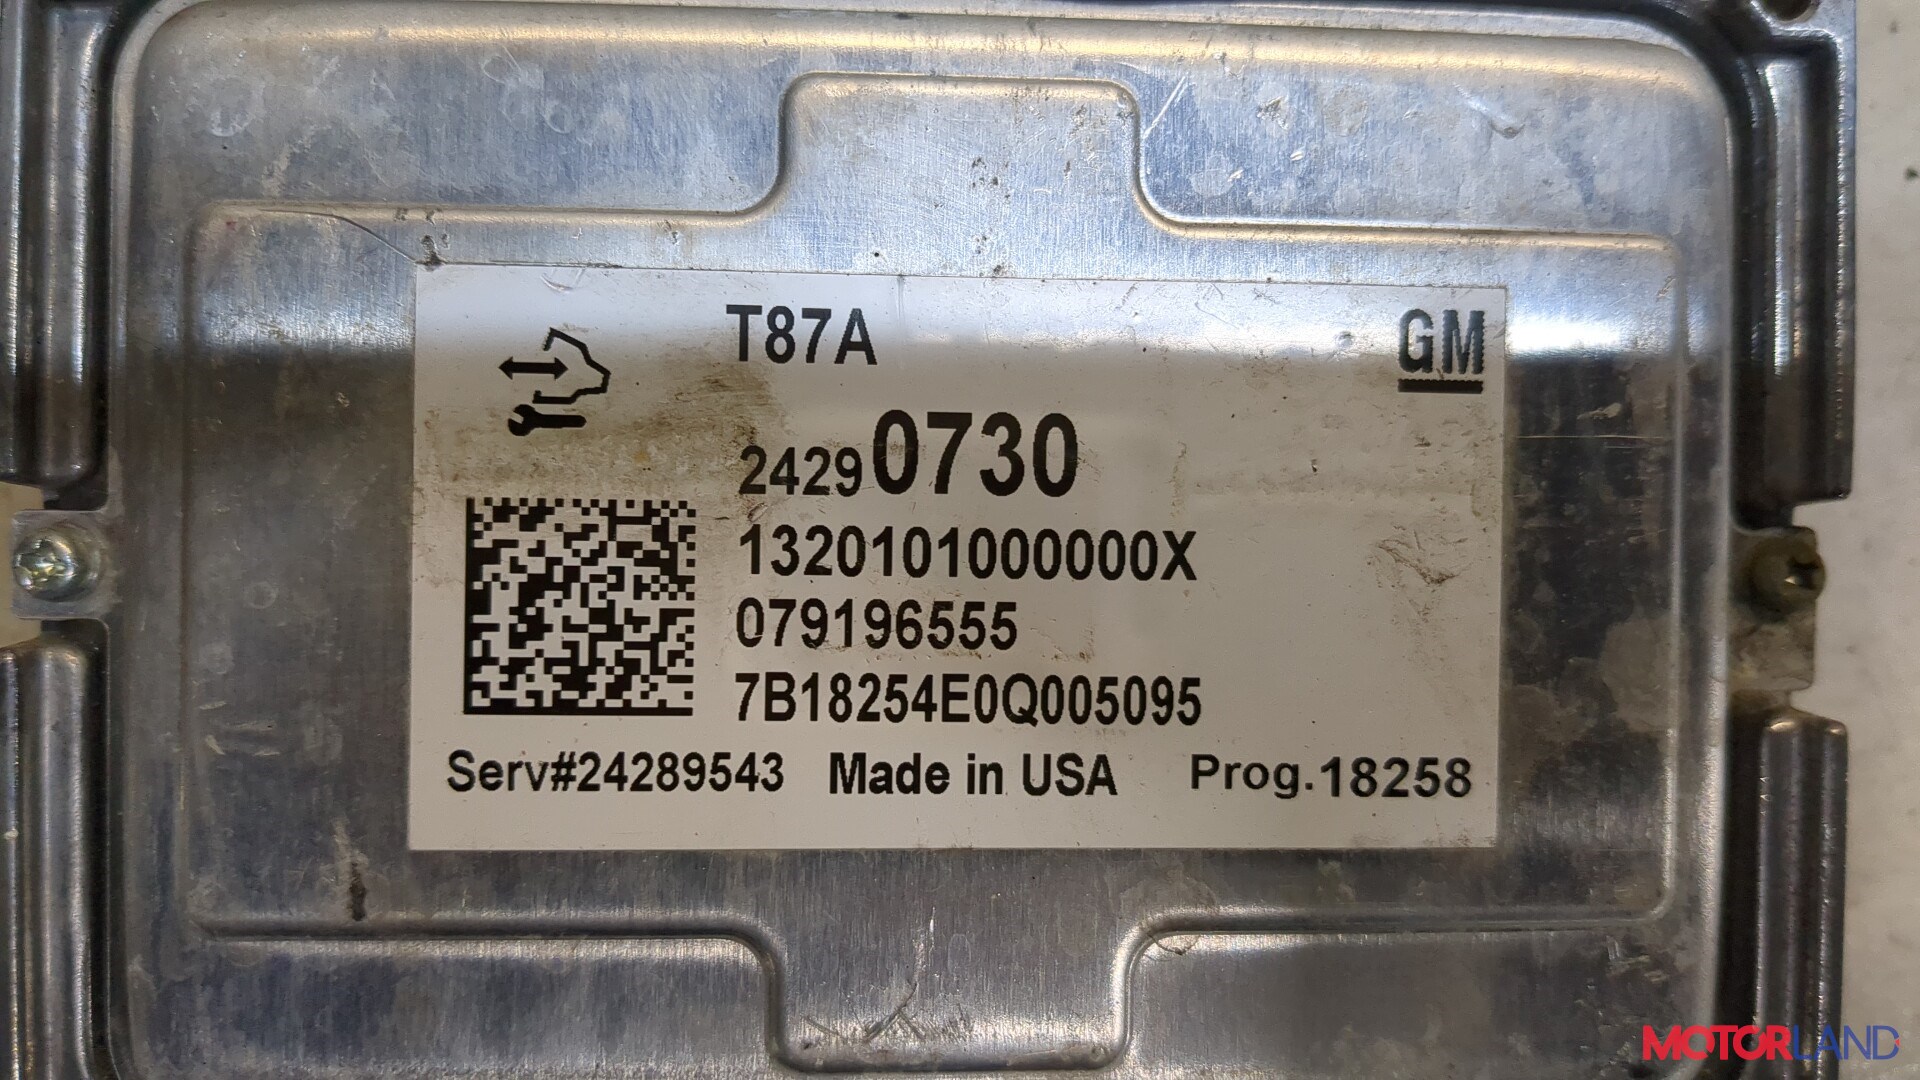 T87A
GM
24290730
1320101000000X
079196555
7B18254E0Q005095
Serv#24289543 Made in USA Prog.18258
MOTORLAND